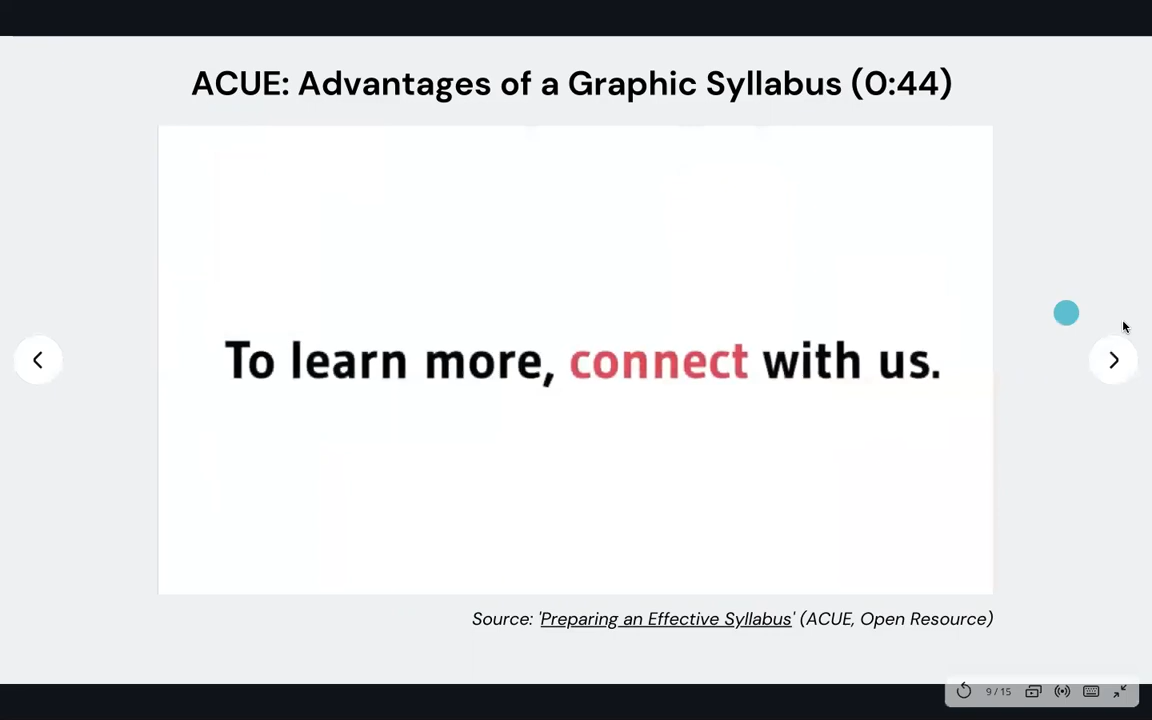 ACUE: Advantages of a Graphic Syllabus (0:44)
To learn more, connect with us.
Source: 'Preparing an Effective Syllabus' (ACUE, Open Resource)
9 / 15